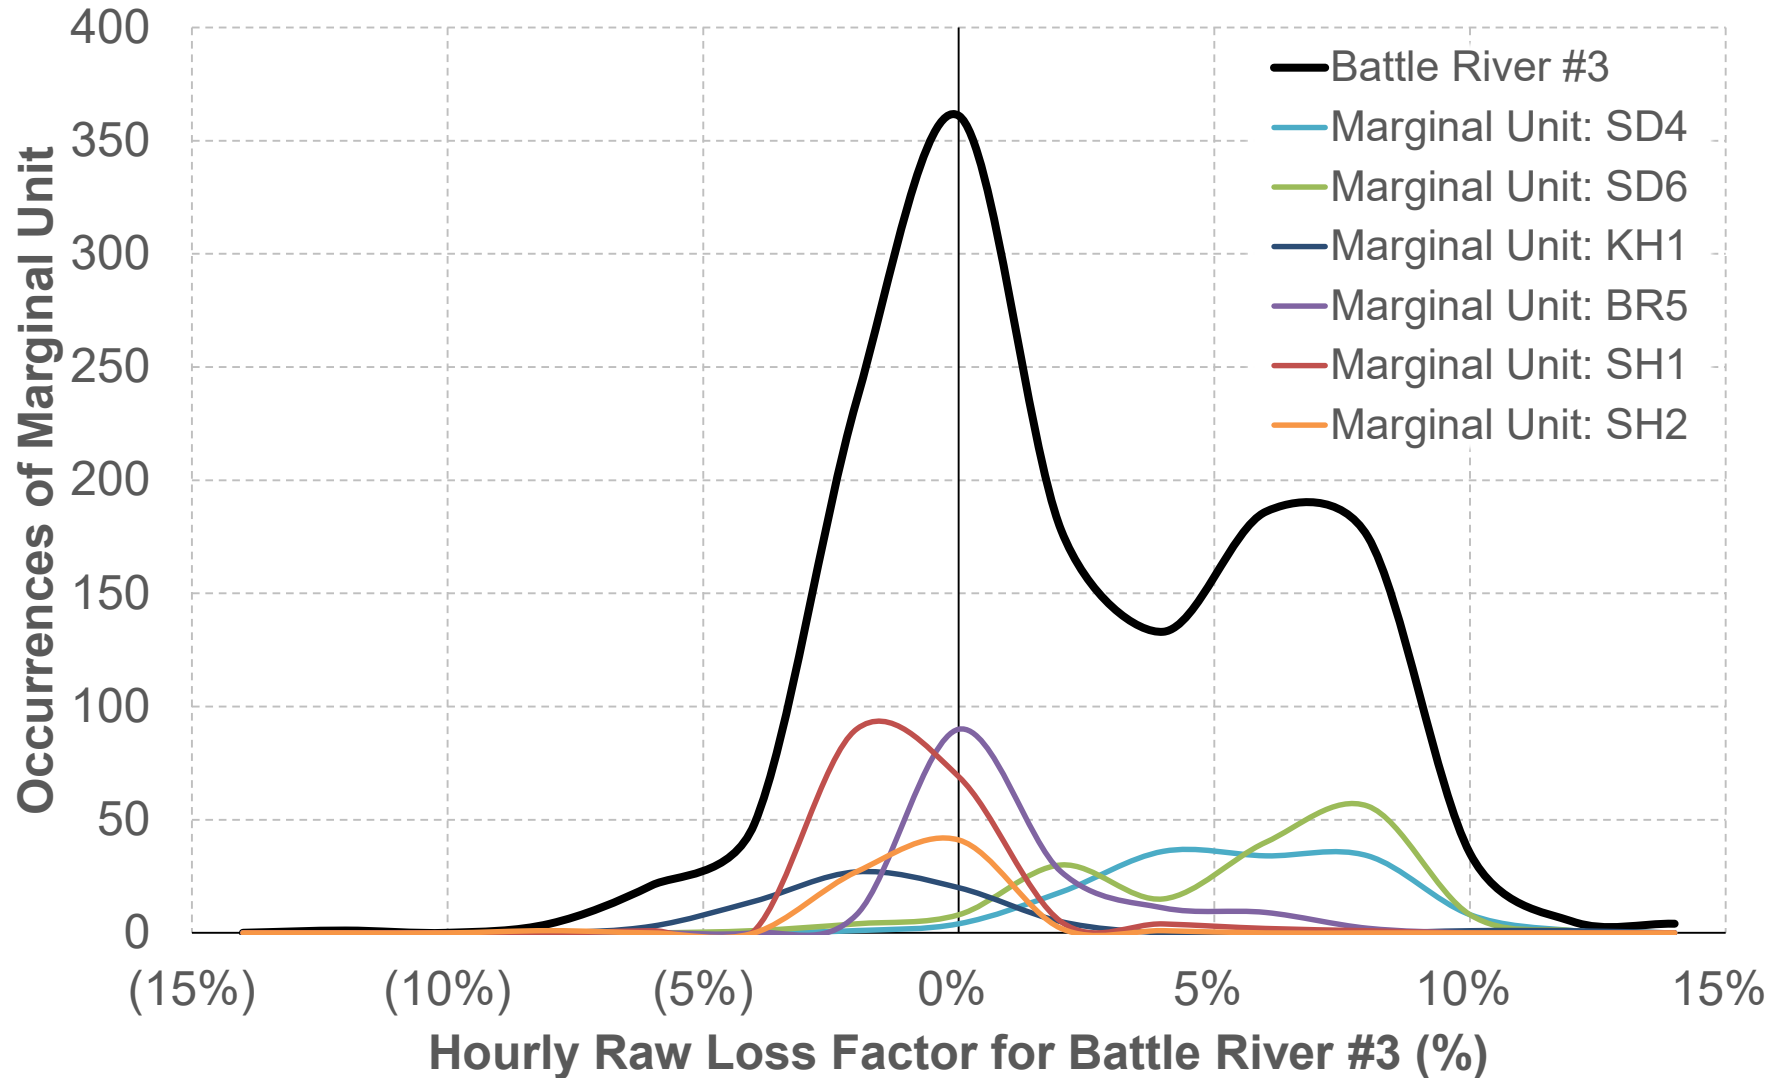 400
350
300
250
200
150
100
50
0
Occurrences of Marginal Unit
Battle River #3
Marginal Unit: SD4
Marginal Unit: SD6
Marginal Unit: KH1
Marginal Unit: BR5
Marginal Unit: SH1
Marginal Unit: SH2
(15%) (10%) (5%) 0% 5% 10% 15%
Hourly Raw Loss Factor for Battle River #3 (%)